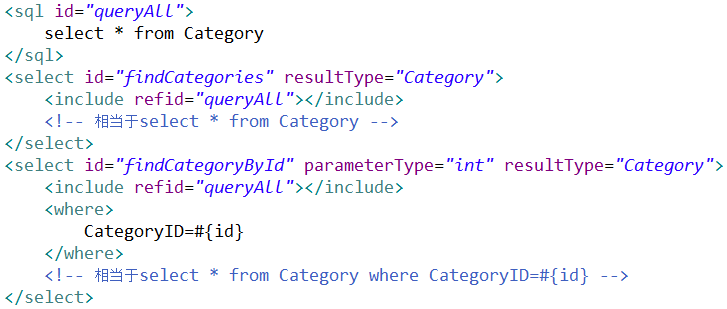 <sql id="queryAll">
    select * from Category
</sql>
<select id="findCategories" resultType="Category">
    <include refid="queryAll"></include>
    <!-- 相当于select * from Category -->
</select>
<select id="findCategoryById" parameterType="int" resultType="Category">
    <include refid="queryAll"></include>
    <where>
        CategoryID=#{id}
    </where>
    <!-- 相当于select * from Category where CategoryID=#{id} -->
</select>